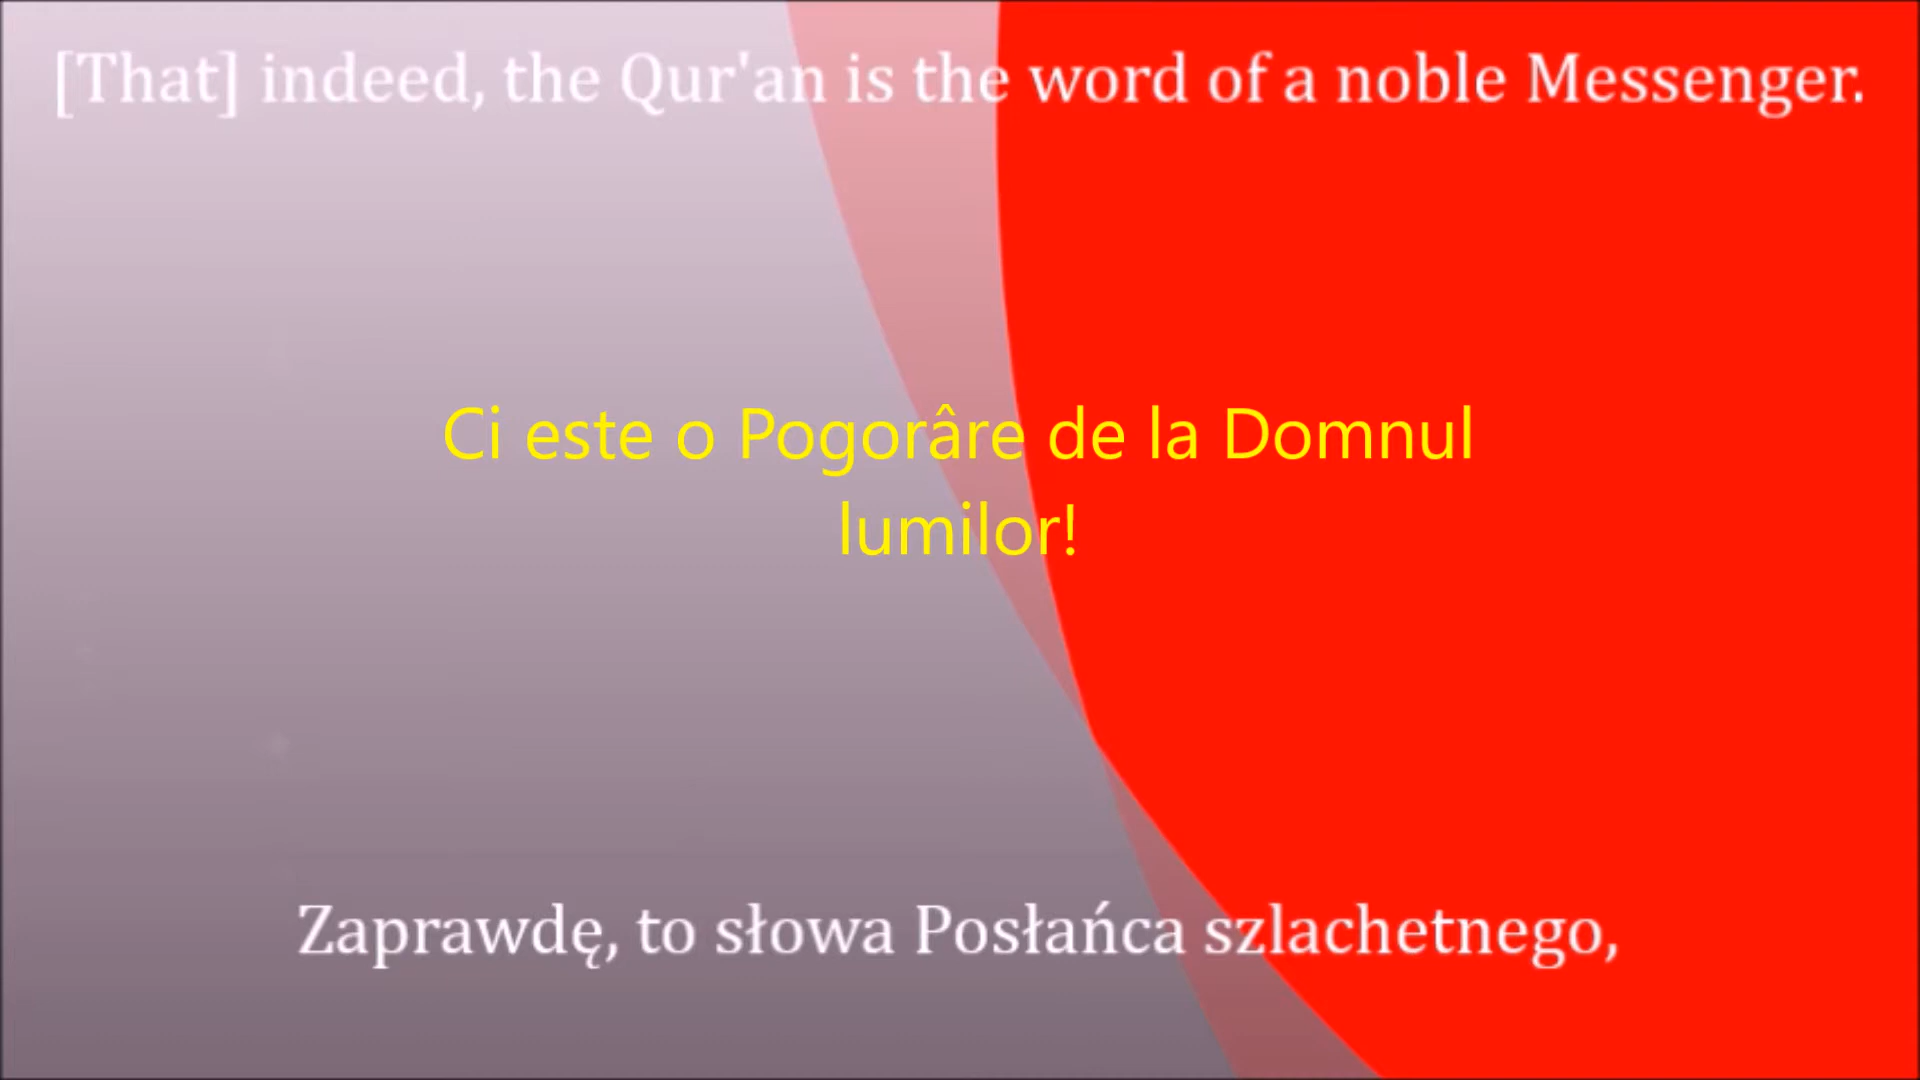 [That] indeed, the Qur'an is the word of a noble Messenger.
Ci este o Pogorâre de la Domnul
lumilor!
Zaprawdę, to słowa Posłańca szlachetnego,